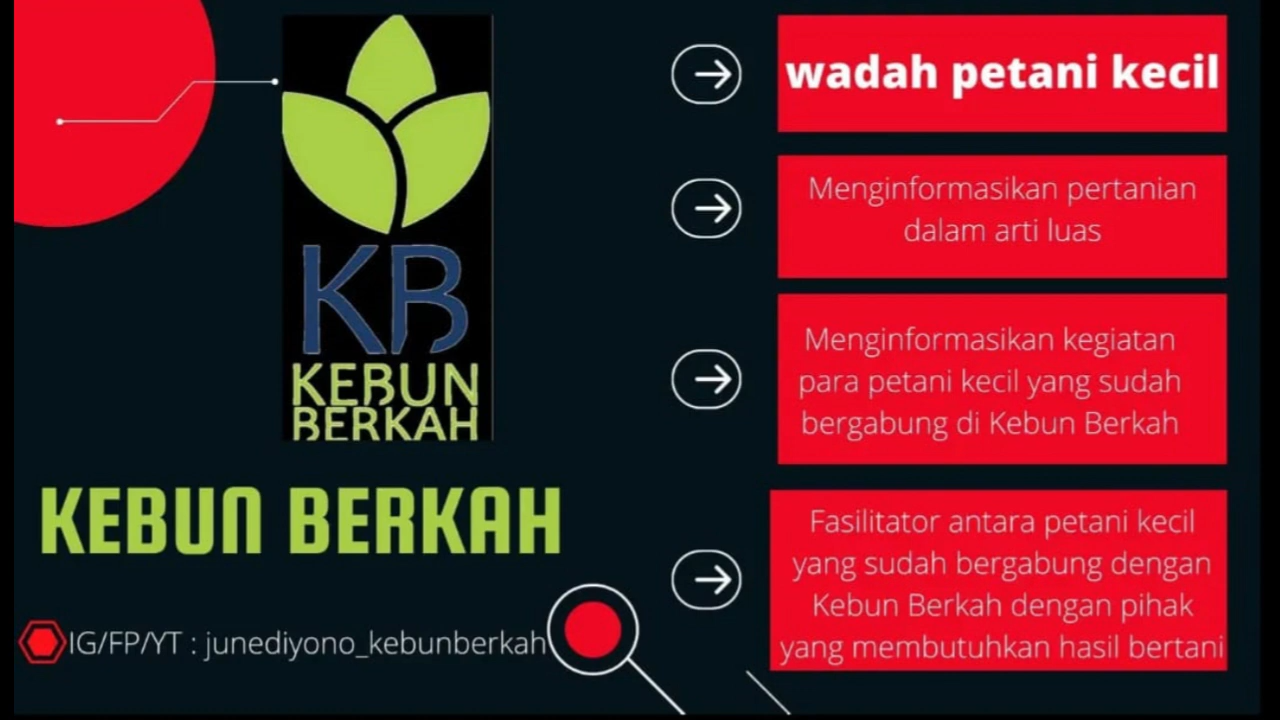 KB
KEBUN
BERKAH
KEBUN BERKAH
IG/FP/YT : junediyono_kebunberkah
wadah petani kecil
Menginformasikan pertanian
dalam arti luas
Menginformasikan kegiatan
para petani kecil yang sudah
bergabung di Kebun Berkah
Fasilitator antara petani kecil
yang sudah bergabung dengan
Kebun Berkah dengan pihak
yang membutuhkan hasil bertani